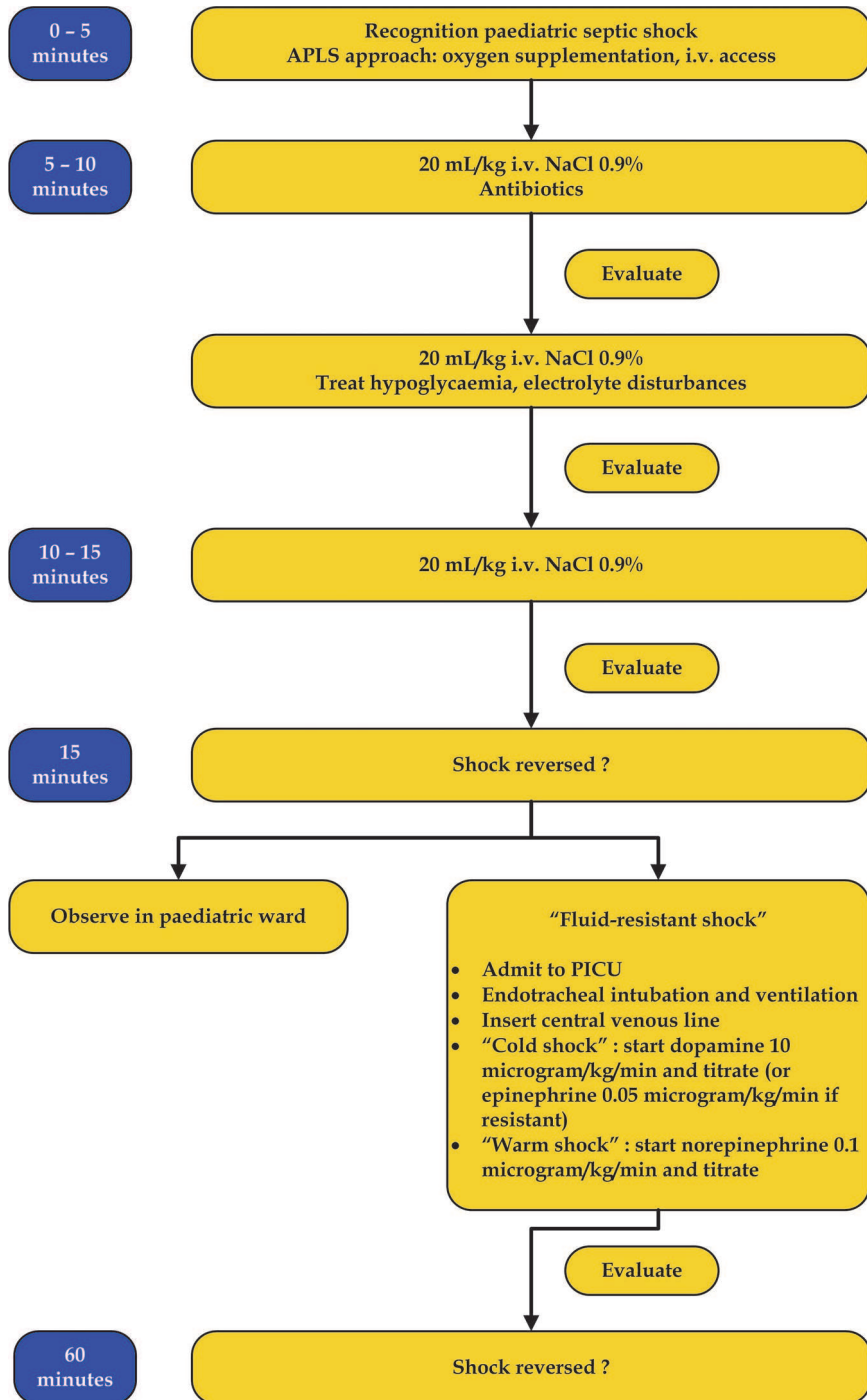 0 – 5
minutes
Recognition paediatric septic shock
APLS approach: oxygen supplementation, i.v. access
5 – 10
minutes
20 mL/kg i.v. NaCl 0.9%
Antibiotics
Evaluate
20 mL/kg i.v. NaCl 0.9%
Treat hypoglycaemia, electrolyte disturbances
Evaluate
10 – 15
minutes
20 mL/kg i.v. NaCl 0.9%
Evaluate
15
minutes
Shock reversed ?
Observe in paediatric ward
“Fluid-resistant shock”
• Admit to PICU
• Endotracheal intubation and ventilation
• Insert central venous line
• “Cold shock” : start dopamine 10
microgram/kg/min and titrate (or
epinephrine 0.05 microgram/kg/min if
resistant)
• “Warm shock” : start norepinephrine 0.1
microgram/kg/min and titrate
Evaluate
60
minutes
Shock reversed ?